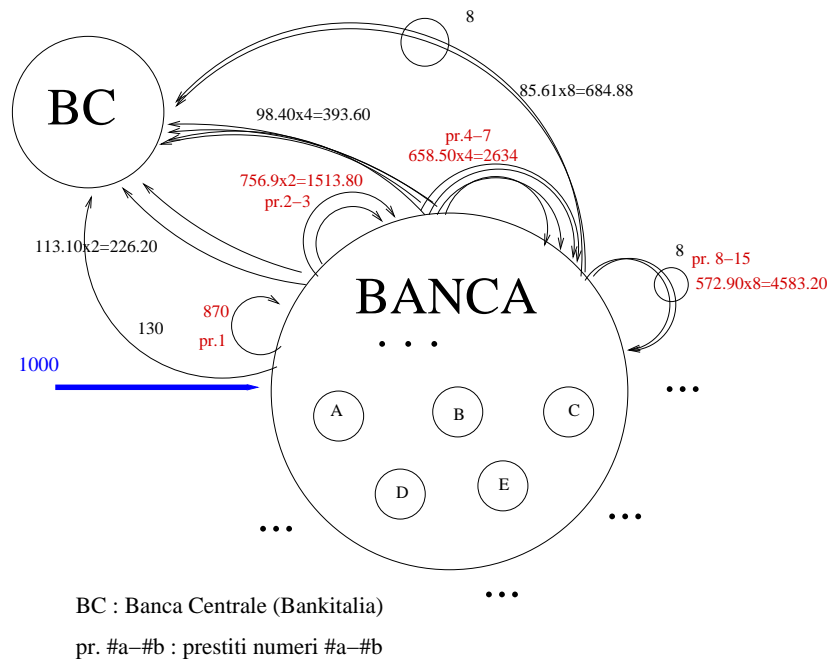 8
BC
85.61x8=684.88
98.40x4=393.60
pr.4−7
658.50x4=2634
756.9x2=1513.80
pr.2−3
113.10x2=226.20
8
pr. 8−15
572.90x8=4583.20
870
pr.1
BANCA
. . .
130
1000
...
A
B
C
D
E
...
...
...
BC : Banca Centrale (Bankitalia)
pr. #a−#b : prestiti numeri #a−#b